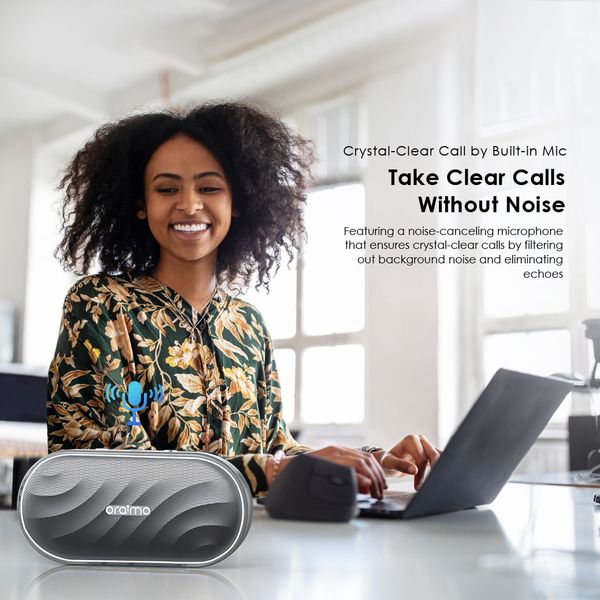 Crystal-Clear Call by Built-in Mic
Take Clear Calls
Without Noise
Featuring a noise-canceling microphone
that ensures crystal-clear calls by filtering
out background noise and eliminating
echoes
oraimo